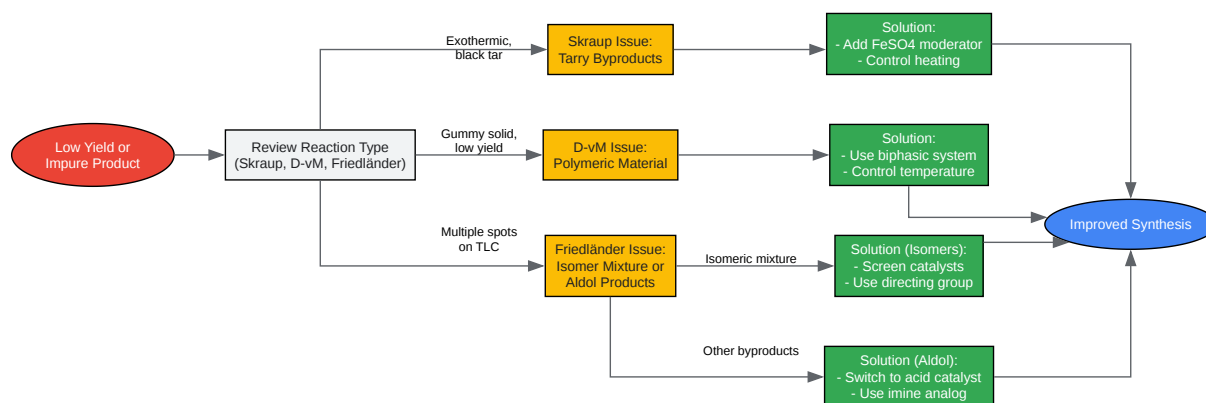 Low Yield or
Impure Product
Review Reaction Type
(Skraup, D-vM, Friedländer)
Exothermic,
black tar
Skraup Issue:
Tarry Byproducts
Solution:
- Add FeSO4 moderator
- Control heating
Gummy solid,
low yield
D-vM Issue:
Polymeric Material
Solution:
- Use biphasic system
- Control temperature
Multiple spots
on TLC
Friedländer Issue:
Isomer Mixture or
Aldol Products
Isomeric mixture
Solution (Isomers):
- Screen catalysts
- Use directing group
Other byproducts
Solution (Aldol):
- Switch to acid catalyst
- Use imine analog
Improved Synthesis